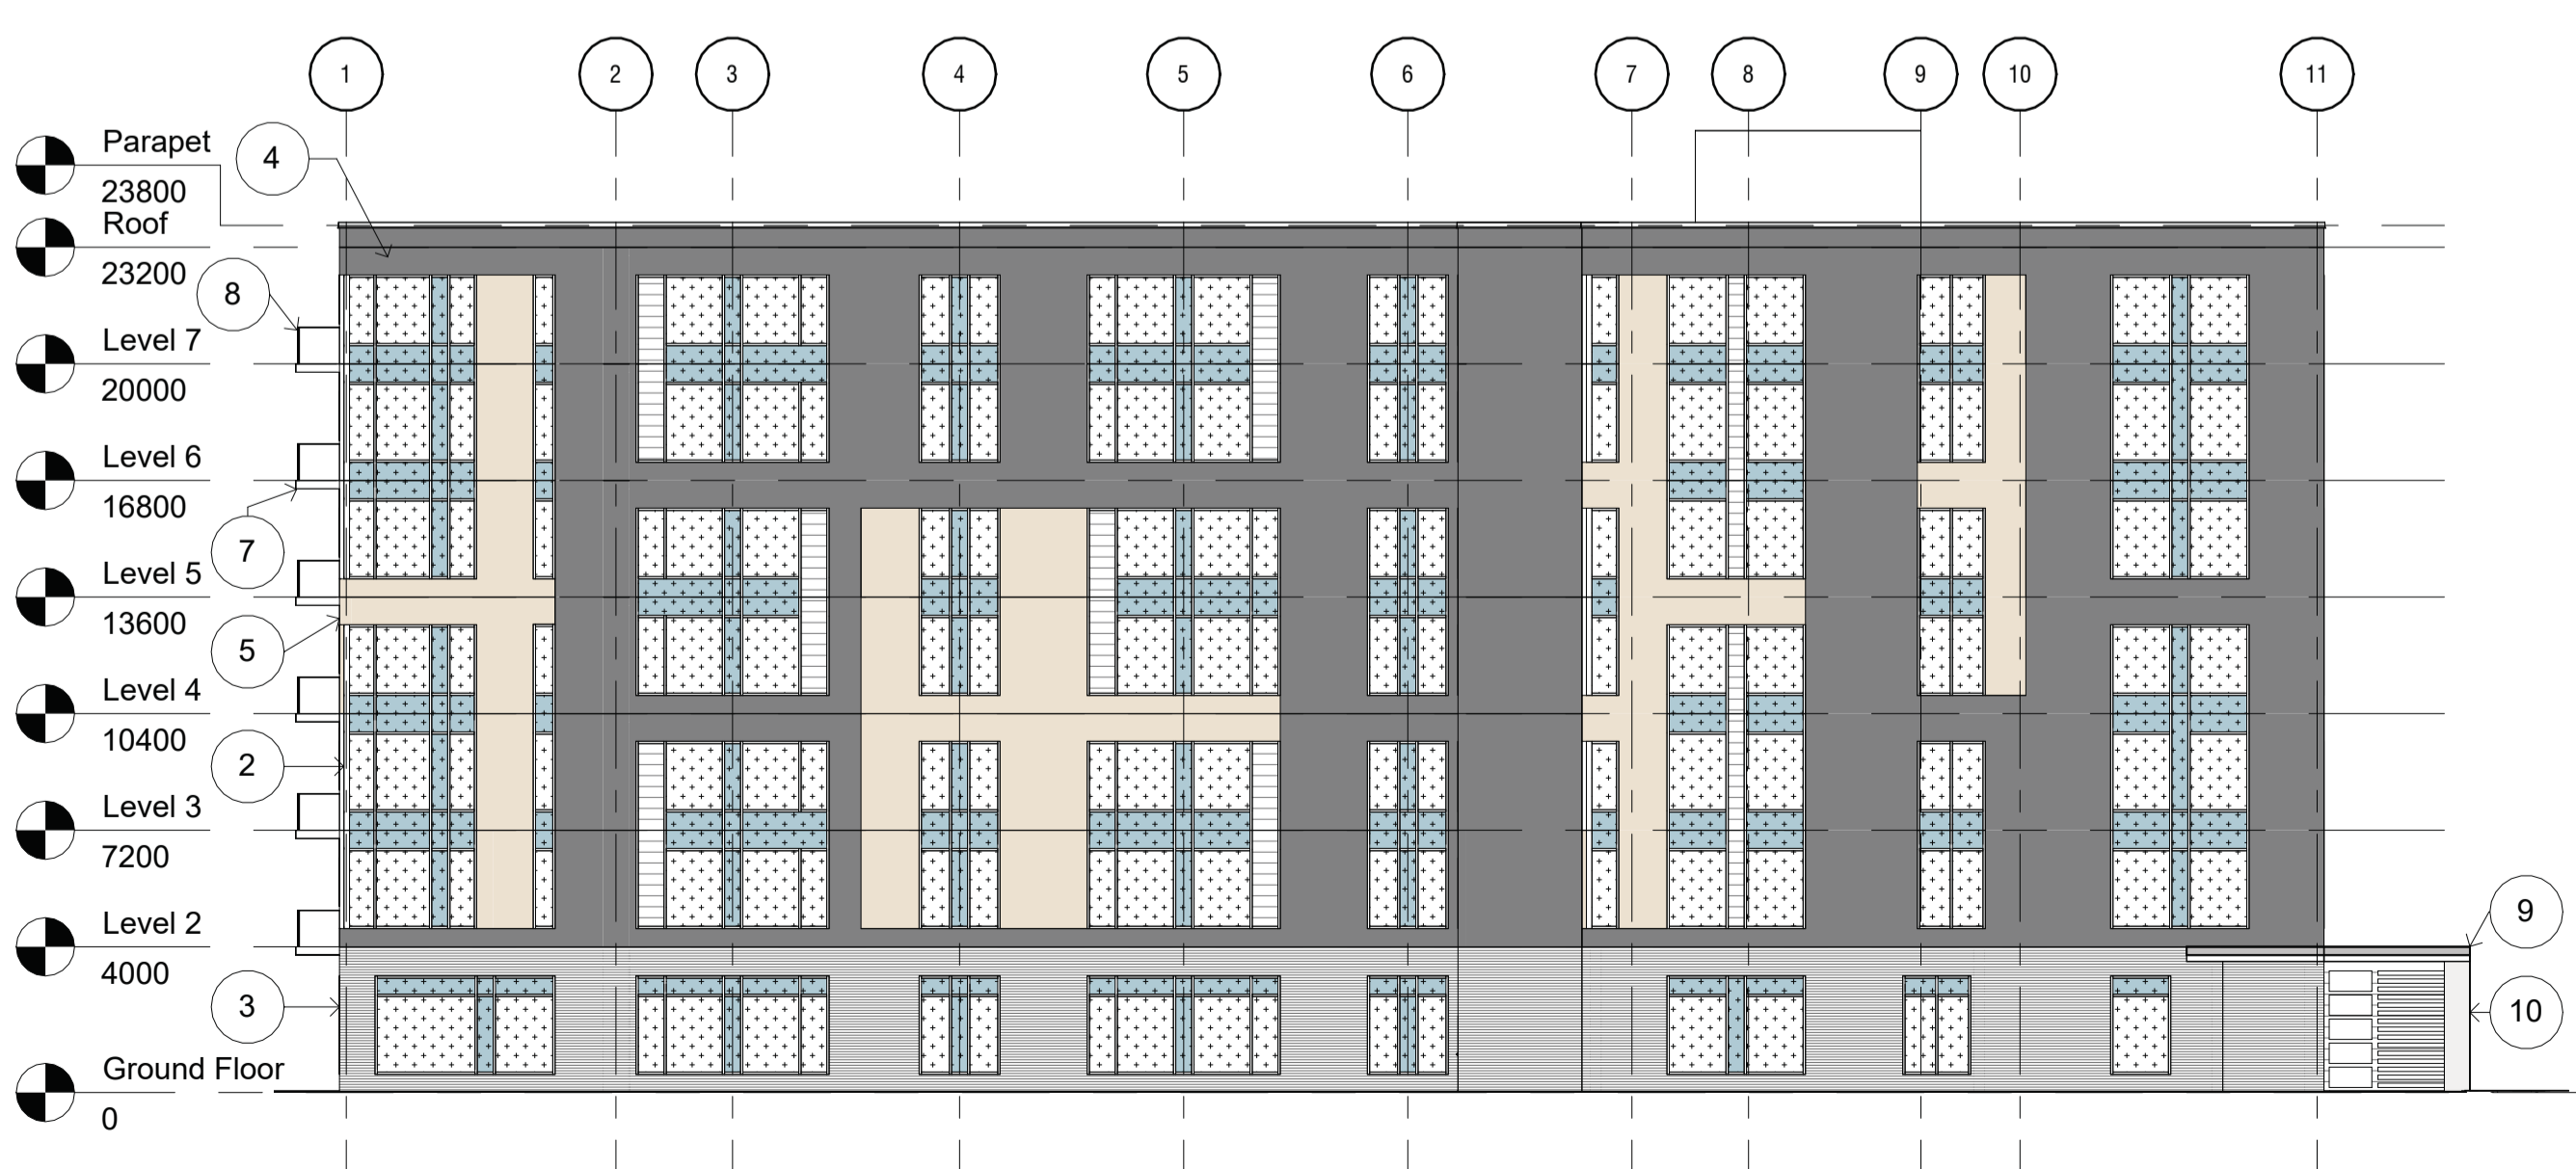 1 2 3 4 5 6 7 8 9 10 11
Parapet
4
23800
Roof
23200
8
Level 7
20000
Level 6
16800
7
Level 5
13600
5
Level 4
10400
2
Level 3
7200
Level 2
9
4000
3
10
Ground Floor
0